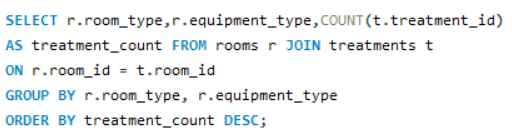 SELECT r.room_type,r.equipment_type,COUNT(t.treatment_id)
AS treatment_count FROM rooms r JOIN treatments t
ON r.room_id = t.room_id
GROUP BY r.room_type, r.equipment_type
ORDER BY treatment_count DESC;